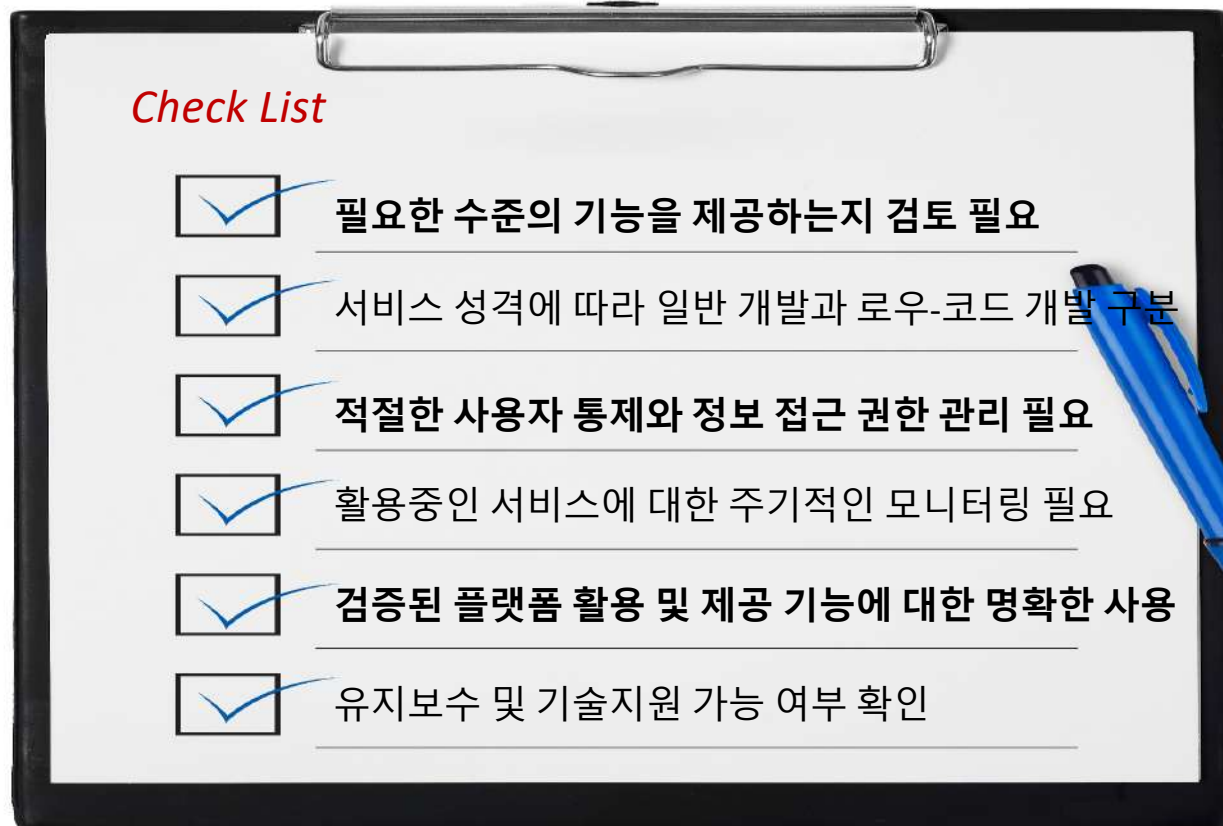 Check List
필요한 수준의 기능을 제공하는지 검토 필요
서비스 성격에 따라 일반 개발과 로우-코드 개발 구분
적절한 사용자 통제와 정보 접근 권한 관리 필요
활용중인 서비스에 대한 주기적인 모니터링 필요
검증된 플랫폼 활용 및 제공 기능에 대한 명확한 사용
유지보수 및 기술지원 가능 여부 확인